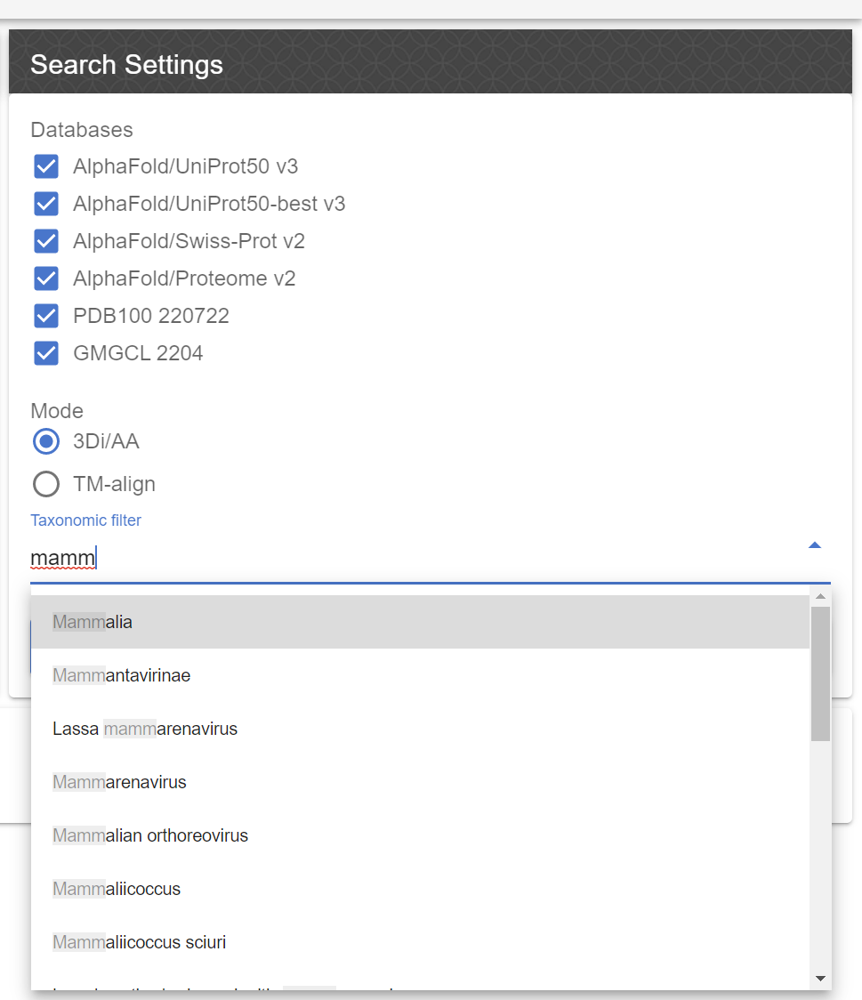 Search Settings
Databases
AlphaFold/UniProt50 v3
AlphaFold/UniProt50-best v3
AlphaFold/Swiss-Prot v2
AlphaFold/Proteome v2
PDB100 220722
GMGCL 2204
Mode
3Di/AA
TM-align
Taxonomic filter
mamm
Mammalia
Mammantavirinae
Lassa mammarenavirus
Mammarenavirus
Mammalian orthoreovirus
Mammaliicoccus
Mammaliicoccus sciuri